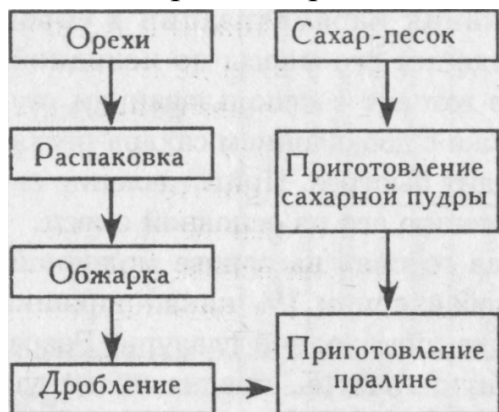 Орехи
сахар-песок
Распаковка
Приготовление
сахарной пудры
Обжарка
Дробление
Приготовление
пралине